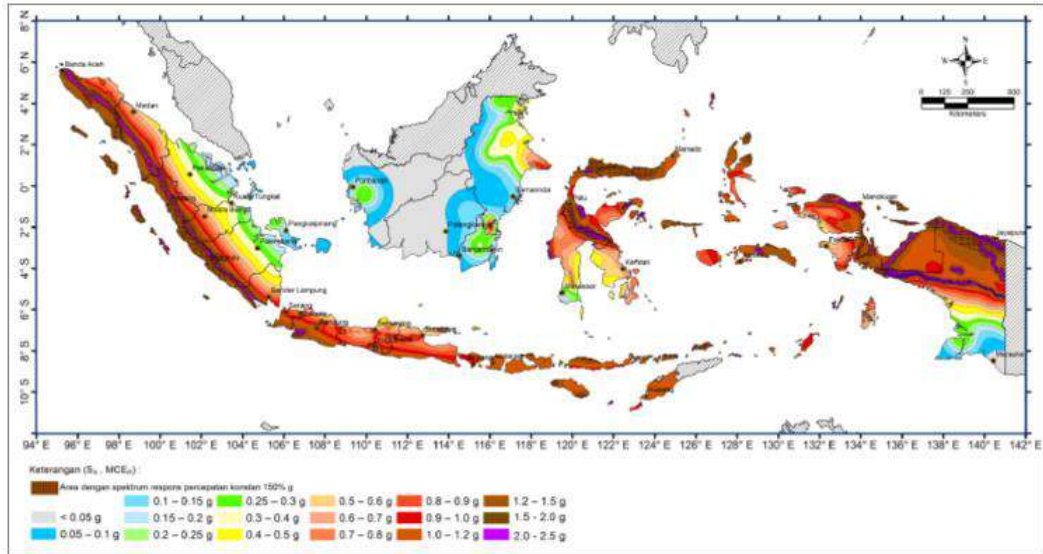 8° N
6° N
4° N
2° N
0°
2° S
4° S
6° S
8° S
10° S
N
W E
S
0 125 250 500
Kilometers
Banda Aceh
Medan
Pekanbaru
Kuala Tungkal
Pangkalpinang
Palembang
Bandar Lampung
Serang
Bandung
Semarang
Pontianak
Palangkaraya
Banjarmasin
Samarinda
Palu
Manado
Kendari
Makassar
Manokwari
Jayapura
Merauke
94° E 96° E 98° E 100° E 102° E 104° E 106° E 108° E 110° E 112° E 114° E 116° E 118° E 120° E 122° E 124° E 126° E 128° E 130° E 132° E 134° E 136° E 138° E 140° E 142° E
Keterangan (Ss , MCER) :
Area dengan spektrum respons percepatan konstan 150% g
< 0.05 g
0.05 – 0.1 g
0.1 – 0.15 g
0.15 – 0.2 g
0.2 – 0.25 g
0.25 – 0.3 g
0.3 – 0.4 g
0.4 – 0.5 g
0.5 – 0.6 g
0.6 – 0.7 g
0.7 – 0.8 g
0.8 – 0.9 g
0.9 – 1.0 g
1.0 – 1.2 g
1.2 – 1.5 g
1.5 - 2.0 g
2.0 - 2.5 g